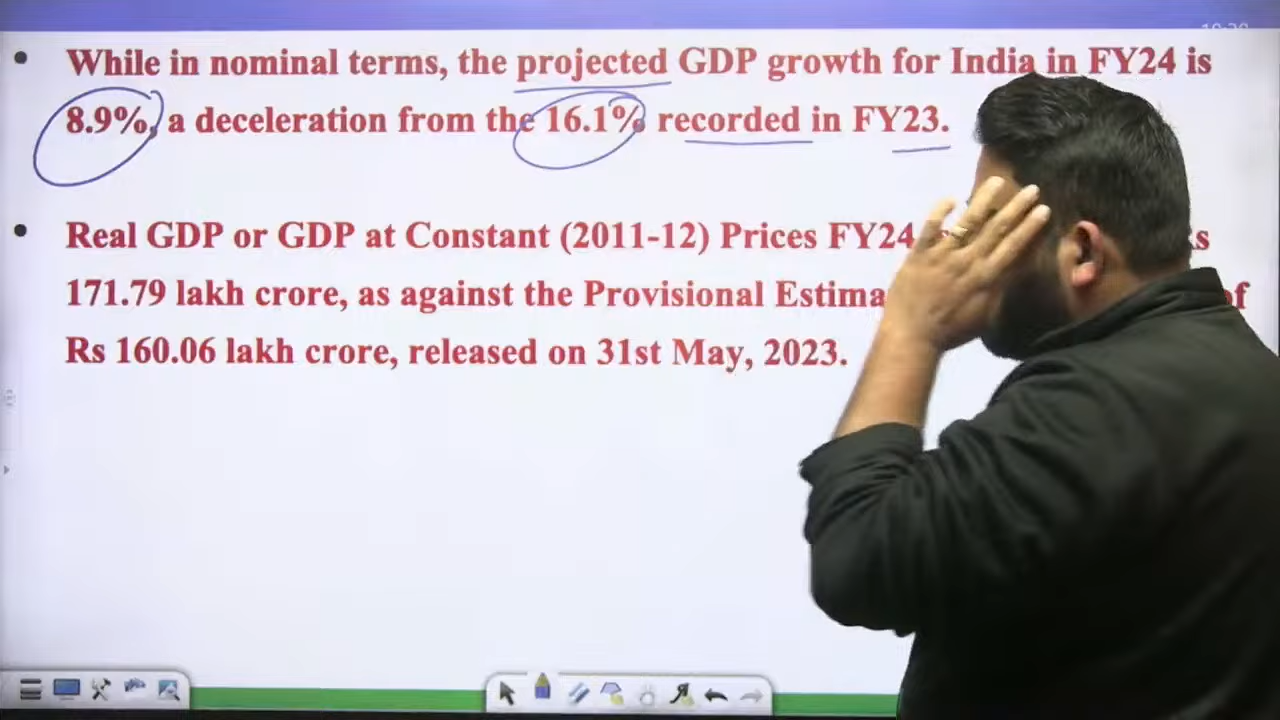 • While in nominal terms, the projected GDP growth for India in FY24 is
8.9%, a deceleration from the 16.1% recorded in FY23.
• Real GDP or GDP at Constant (2011-12) Prices FY24
171.79 lakh crore, as against the Provisional Estima of
Rs 160.06 lakh crore, released on 31st May, 2023.